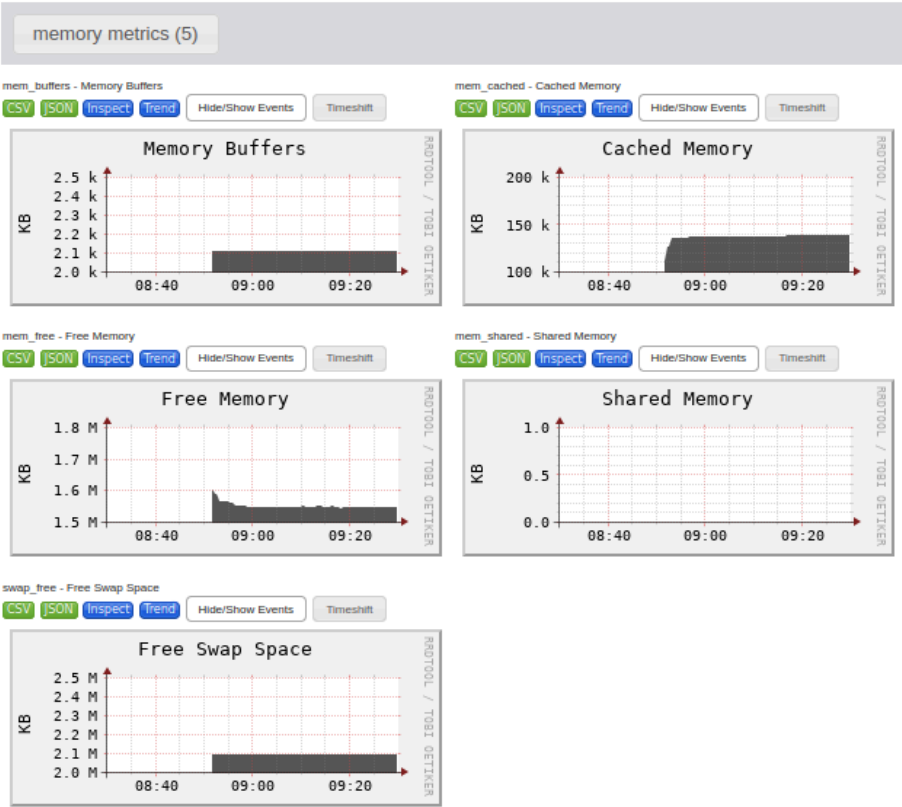 memory metrics (5)
mem_buffers - Memory Buffers
CSV JSON Inspect Trend Hide/Show Events Timeshift
Memory Buffers
KB
2.5 k
2.4 k
2.3 k
2.2 k
2.1 k
2.0 k
08:40 09:00 09:20
RRDTOOL / TOBI OETIKER
mem_cached - Cached Memory
CSV JSON Inspect Trend Hide/Show Events Timeshift
Cached Memory
KB
200 k
150 k
100 k
08:40 09:00 09:20
RRDTOOL / TOBI OETIKER
mem_free - Free Memory
CSV JSON Inspect Trend Hide/Show Events Timeshift
Free Memory
KB
1.8 M
1.7 M
1.6 M
1.5 M
08:40 09:00 09:20
RRDTOOL / TOBI OETIKER
mem_shared - Shared Memory
CSV JSON Inspect Trend Hide/Show Events Timeshift
Shared Memory
KB
1.0
0.5
0.0
08:40 09:00 09:20
RRDTOOL / TOBI OETIKER
swap_free - Free Swap Space
CSV JSON Inspect Trend Hide/Show Events Timeshift
Free Swap Space
KB
2.5 M
2.4 M
2.3 M
2.2 M
2.1 M
2.0 M
08:40 09:00 09:20
RRDTOOL / TOBI OETIKER